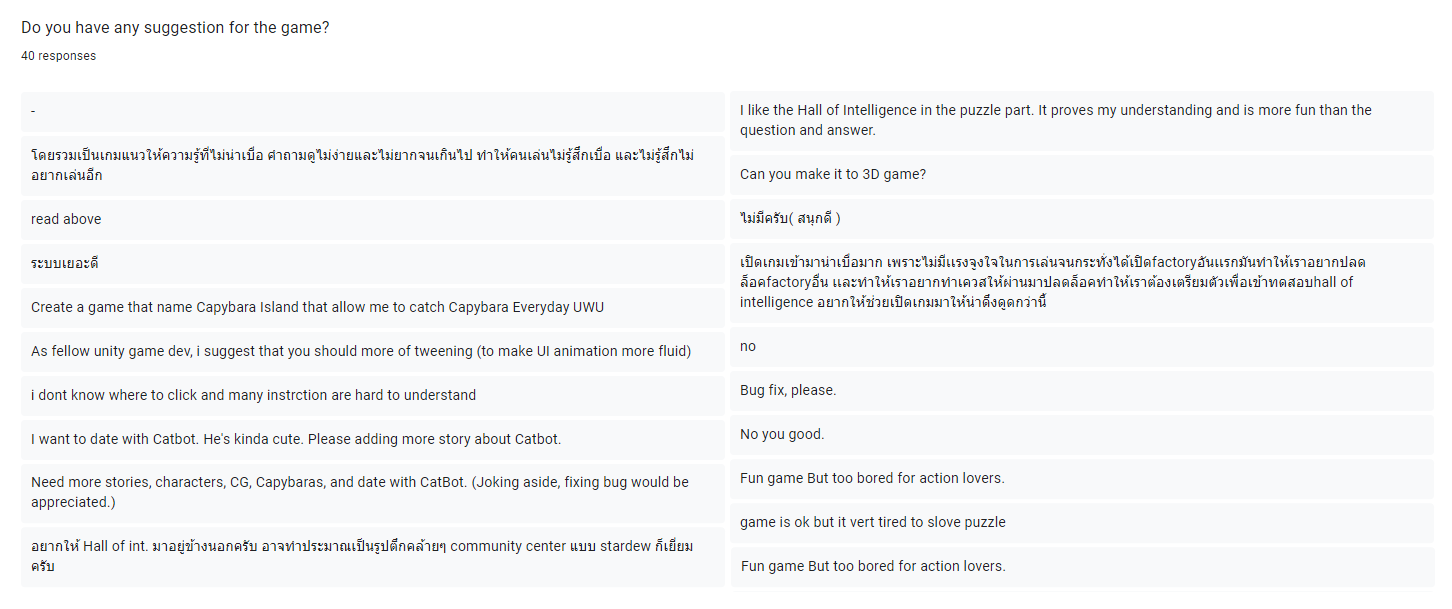 Do you have any suggestion for the game?
40 responses
-
โดยรวมเป็นเกมแนวให้ความรู้ที่ไม่น่าเบื่อ คำถามดูไม่ง่ายและไม่ยากจนเกินไป ทำให้คนเล่นไม่รู้สึกเบื่อ และไม่รู้สึกไม่
อยากเล่นอีก
read above
ระบบเยอะดี
Create a game that name Capybara Island that allow me to catch Capybara Everyday UWU
As fellow unity game dev, i suggest that you should more of tweening (to make UI animation more fluid)
i dont know where to click and many instrction are hard to understand
I want to date with Catbot. He's kinda cute. Please adding more story about Catbot.
Need more stories, characters, CG, Capybaras, and date with CatBot. (Joking aside, fixing bug would be
appreciated.)
อยากให้ Hall of int. มาอยู่ข้างนอกครับ อาจทำประมาณเป็นรูปตึกคล้ายๆ community center แบบ stardew ก็เยี่ยม
ครับ
I like the Hall of Intelligence in the puzzle part. It proves my understanding and is more fun than the
question and answer.
Can you make it to 3D game?
ไม่มีครับ( สนุกดี )
เปิดเกมเข้ามาน่าเบื่อมาก เพราะไม่มีแรงจูงใจในการเล่นจนกระทั่งได้เปิดfactoryอันแรกมันทำให้เราอยากปลด
ล็อคfactoryอื่น และทำให้เราอยากทำเควสให้ผ่านมาปลดล็อคทำให้เราต้องเตรียมตัวเพื่อเข้าทดสอบhall of
intelligence อยากให้ช่วยเปิดเกมมาให้น่าดึงดูดกว่านี้
no
Bug fix, please.
No you good.
Fun game But too bored for action lovers.
game is ok but it vert tired to slove puzzle
Fun game But too bored for action lovers.